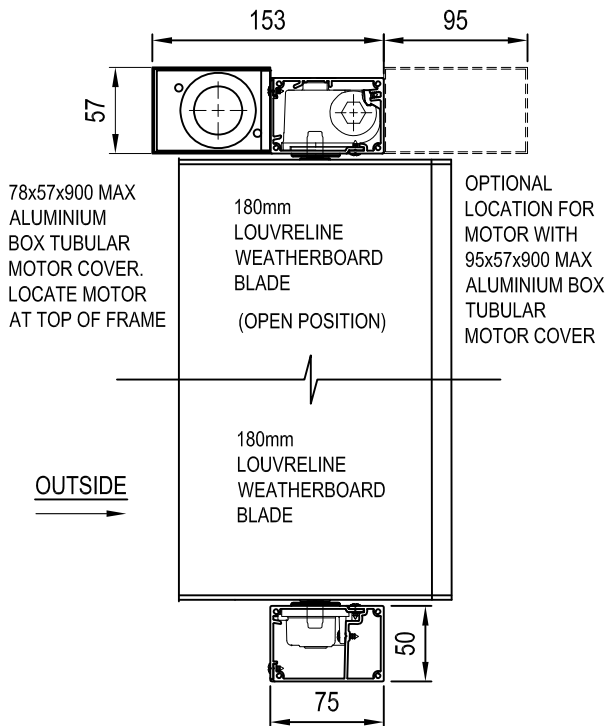 153
95
57
78x57x900 MAX
ALUMINIUM
BOX TUBULAR
MOTOR COVER.
LOCATE MOTOR
AT TOP OF FRAME
180mm
LOUVRELINE
WEATHERBOARD
BLADE
(OPEN POSITION)
OPTIONAL
LOCATION FOR
MOTOR WITH
95x57x900 MAX
ALUMINIUM BOX
TUBULAR
MOTOR COVER
180mm
LOUVRELINE
WEATHERBOARD
BLADE
OUTSIDE
50
75